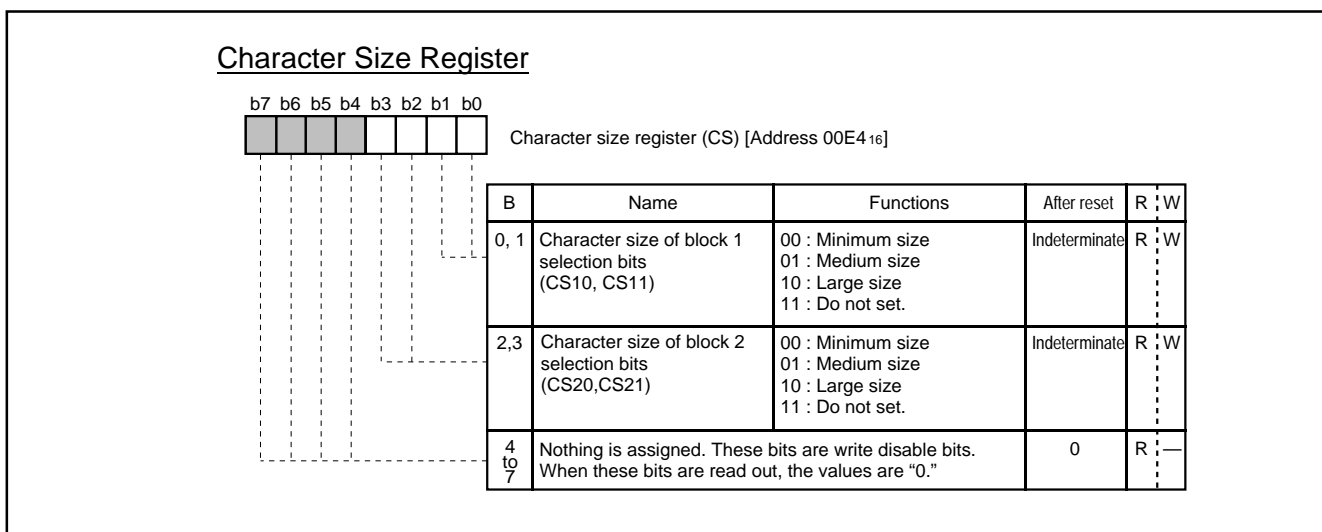 Character Size Register
b7 b6 b5 b4 b3 b2 b1 b0
Character size register (CS) [Address 00E416]
B Name Functions After reset R W
0, 1 Character size of block 1 selection bits (CS10, CS11)
00 : Minimum size
01 : Medium size
10 : Large size
11 : Do not set.
Indeterminate R W
2,3 Character size of block 2 selection bits (CS20,CS21)
00 : Minimum size
01 : Medium size
10 : Large size
11 : Do not set.
Indeterminate R W
4 to 7
Nothing is assigned. These bits are write disable bits.
When these bits are read out, the values are “0.”
0 R —